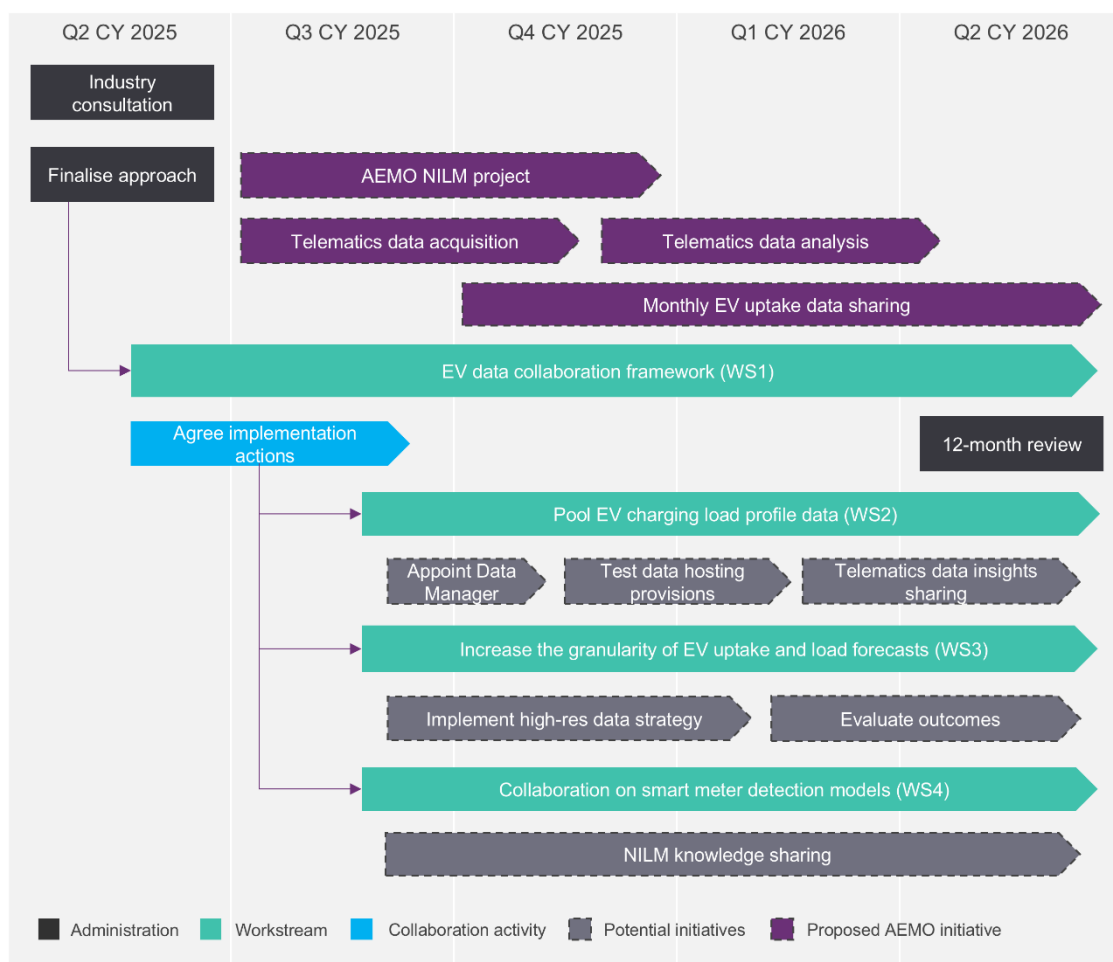 Q2 CY 2025
Q3 CY 2025
Q4 CY 2025
Q1 CY 2026
Q2 CY 2026
Industry
consultation
Finalise approach
AEMO NILM project
Telematics data acquisition
Telematics data analysis
Monthly EV uptake data sharing
EV data collaboration framework (WS1)
Agree implementation
actions
12-month review
Pool EV charging load profile data (WS2)
Appoint Data
Manager
Test data hosting
provisions
Telematics data insights
sharing
Increase the granularity of EV uptake and load forecasts (WS3)
Implement high-res data strategy
Evaluate outcomes
Collaboration on smart meter detection models (WS4)
NILM knowledge sharing
Administration
Workstream
Collaboration activity
Potential initiatives
Proposed AEMO initiative